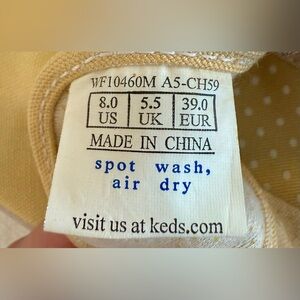 WF10460M A5-CH59
8.0 5.5 39.0
US UK EUR
MADE IN CHINA
spot wash,
air dry
visit us at keds.com